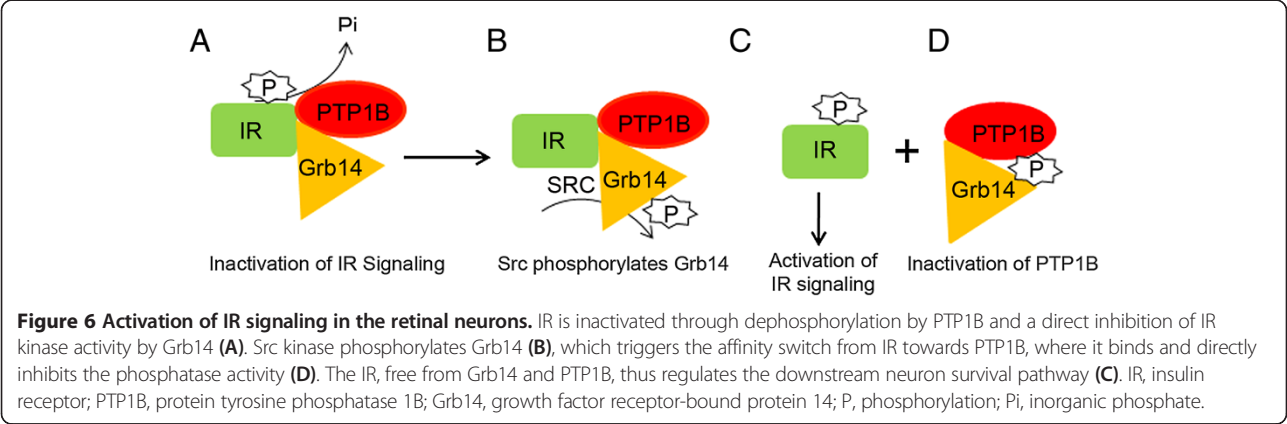 A
Pi
P
PTP1B
IR
Grb14
Inactivation of IR Signaling
B
PTP1B
IR
SRC
Grb14
P
Src phosphorylates Grb14
C
P
IR
+
Activation of
IR signaling
D
PTP1B
P
Grb14
Inactivation of PTP1B
Figure 6 Activation of IR signaling in the retinal neurons. IR is inactivated through dephosphorylation by PTP1B and a direct inhibition of IR
kinase activity by Grb14 (A). Src kinase phosphorylates Grb14 (B), which triggers the affinity switch from IR towards PTP1B, where it binds and directly
inhibits the phosphatase activity (D). The IR, free from Grb14 and PTP1B, thus regulates the downstream neuron survival pathway (C). IR, insulin
receptor; PTP1B, protein tyrosine phosphatase 1B; Grb14, growth factor receptor-bound protein 14; P, phosphorylation; Pi, inorganic phosphate.